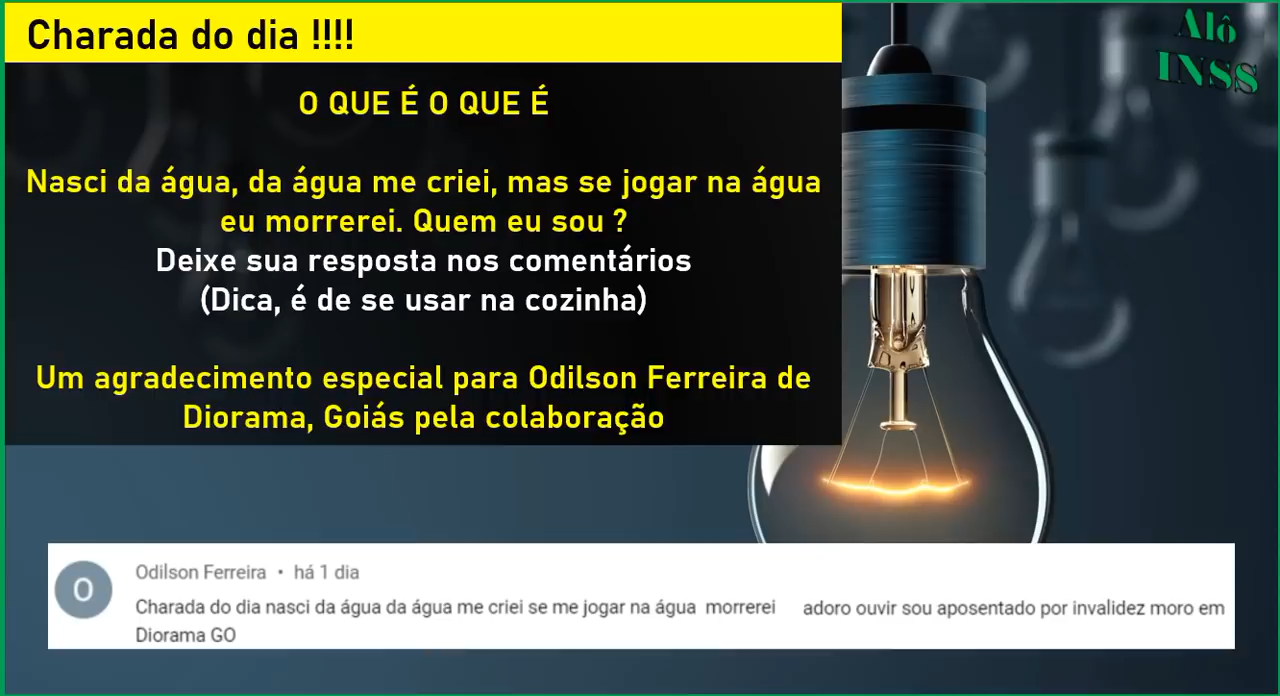 Charada do dia !!!!
Alô
INSS
O QUE É O QUE É
Nasci da água, da água me criei, mas se jogar na água
eu morrerei. Quem eu sou ?
Deixe sua resposta nos comentários
(Dica, é de se usar na cozinha)
Um agradecimento especial para Odilson Ferreira de
Diorama, Goiás pela colaboração
O
Odilson Ferreira • há 1 dia
Charada do dia nasci da água da água me criei se me jogar na água morrerei adoro ouvir sou aposentado por invalidez moro em
Diorama GO